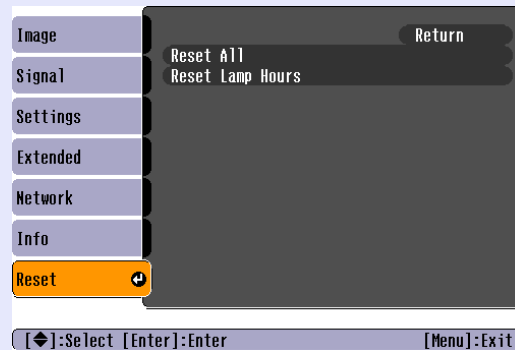 Image
Signal
Settings
Extended
Network
Info
Reset
Return
Reset All
Reset Lamp Hours
[◆]:Select [Enter]:Enter
[Menu]:Exit